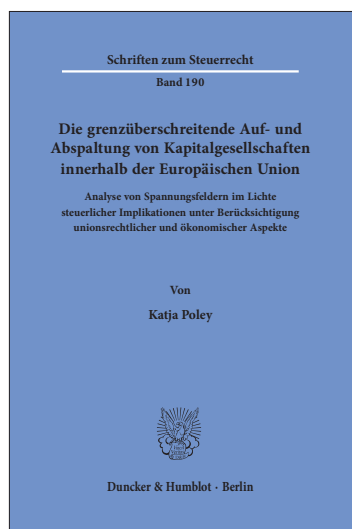 Schriften zum Steuerrecht
Band 190
Die grenzüberschreitende Auf- und
Abspaltung von Kapitalgesellschaften
innerhalb der Europäischen Union
Analyse von Spannungsfeldern im Lichte
steuerlicher Implikationen unter Berücksichtigung
unionsrechtlicher und ökonomischer Aspekte
Von
Katja Poley
Duncker & Humblot · Berlin